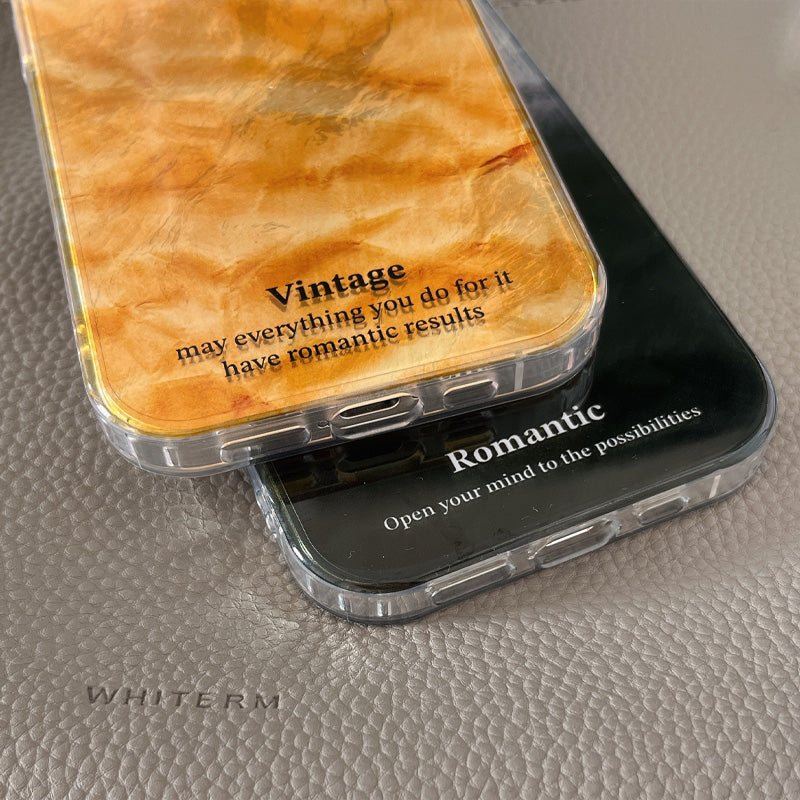 Vintage
may everything you do for it
have romantic results
Romantic
Open your mind to the possibilities
WHITERM